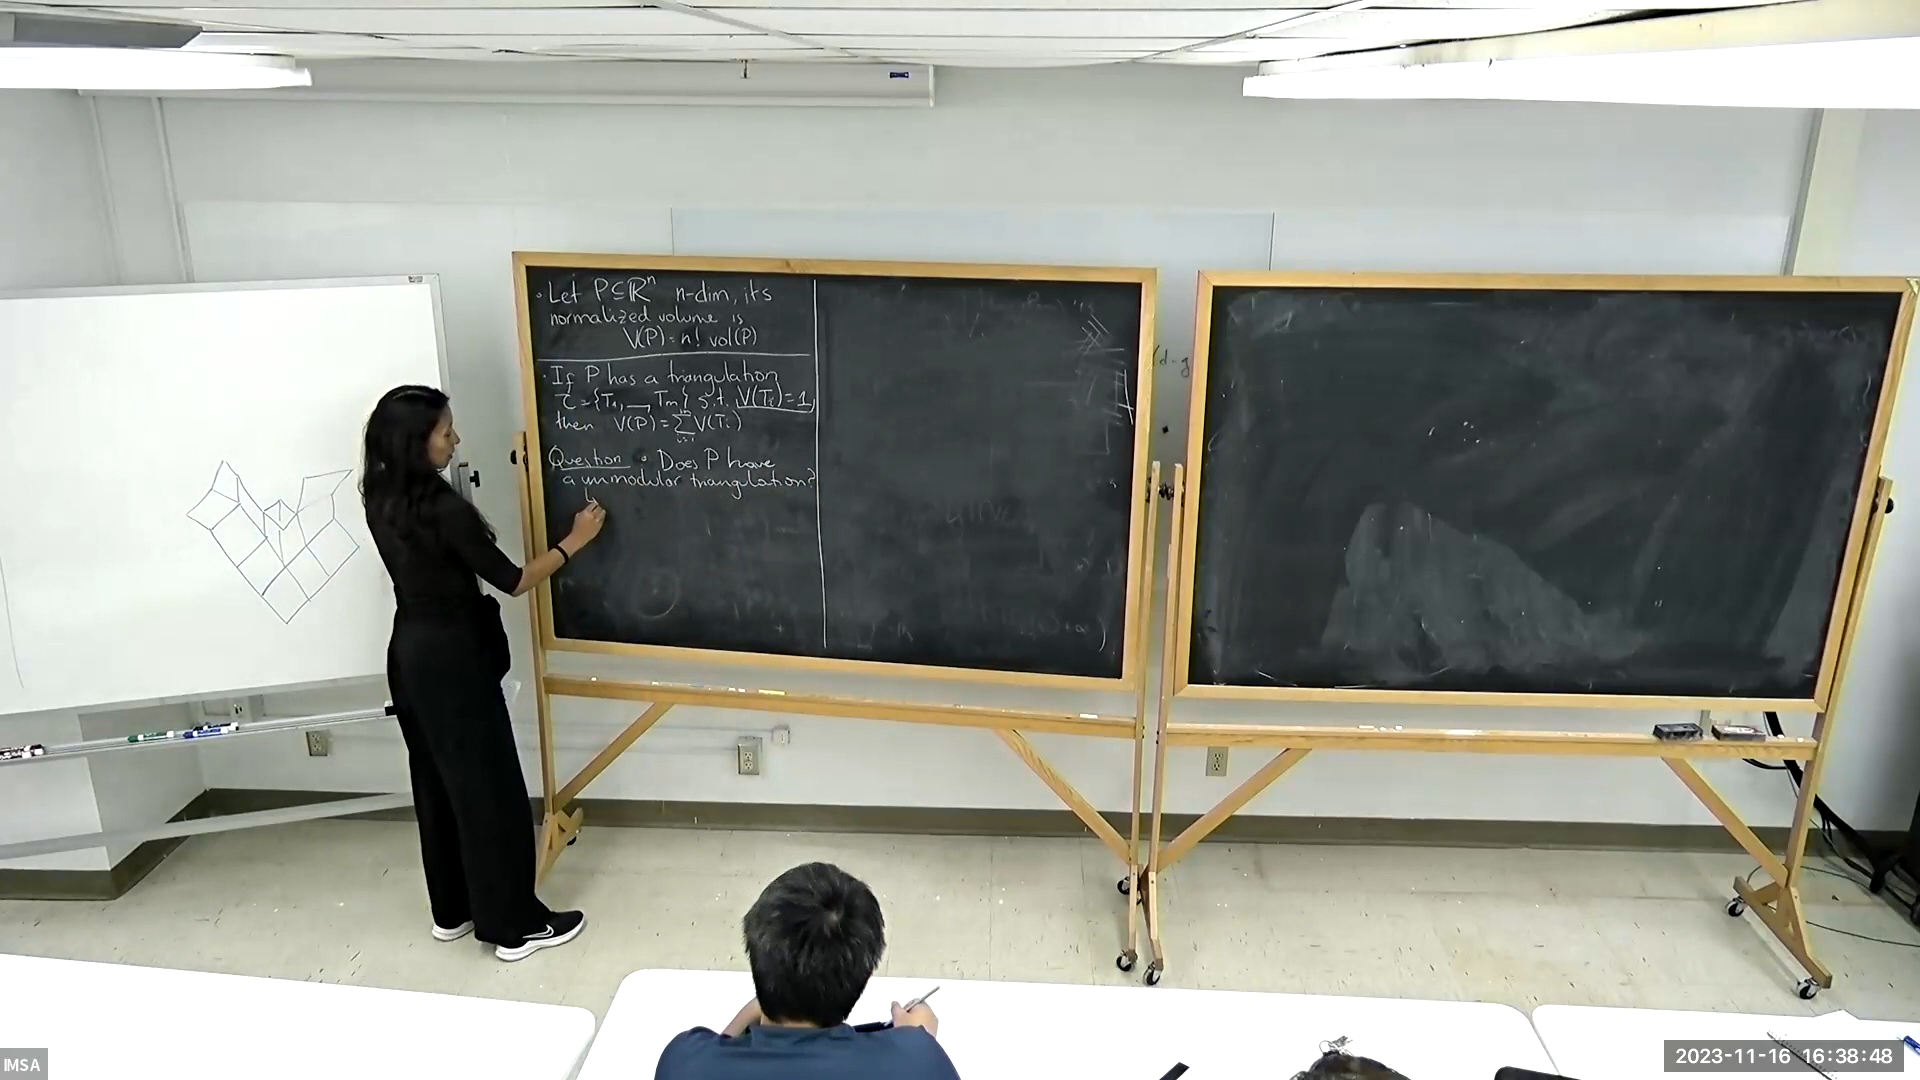 • Let P⊆ℝⁿ n-dim, its
normalized volume is
V(P) = n! vol(P)
• If P has a triangulation
τ = {T₁, __, Tm} s.t. V(Tᵢ) = 1,
then V(P) = Σ V(Tᵢ)
Question • Does P have
a unimodular triangulation?
IMSA
2023-11-16 16:38:48